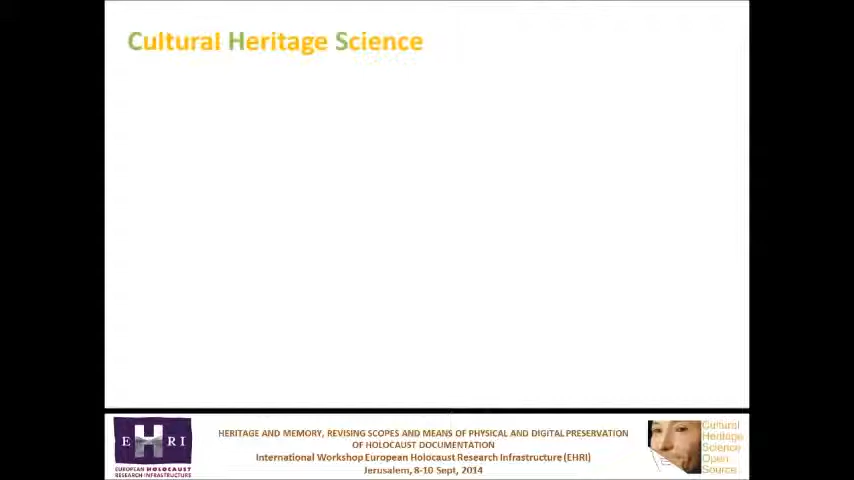 Cultural Heritage Science
EHRI
EUROPEAN HOLOCAUST
RESEARCH INFRASTRUCTURE
HERITAGE AND MEMORY, REVISING SCOPES AND MEANS OF PHYSICAL AND DIGITAL PRESERVATION
OF HOLOCAUST DOCUMENTATION
International Workshop European Holocaust Research Infrastructure (EHRI)
Jerusalem, 8-10 Sept, 2014
Cultural
Heritage
Science
Open
Source